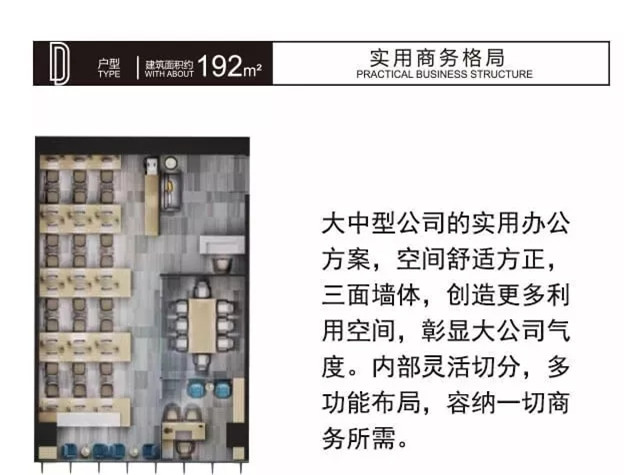 D 户型 TYPE 建筑面积约 WITH ABOUT 192m²
实用商务格局
PRACTICAL BUSINESS STRUCTURE
大中型公司的实用办公
方案，空间舒适方正，
三面墙体，创造更多利
用空间，彰显大公司气
度。内部灵活切分，多
功能布局，容纳一切商
务所需。